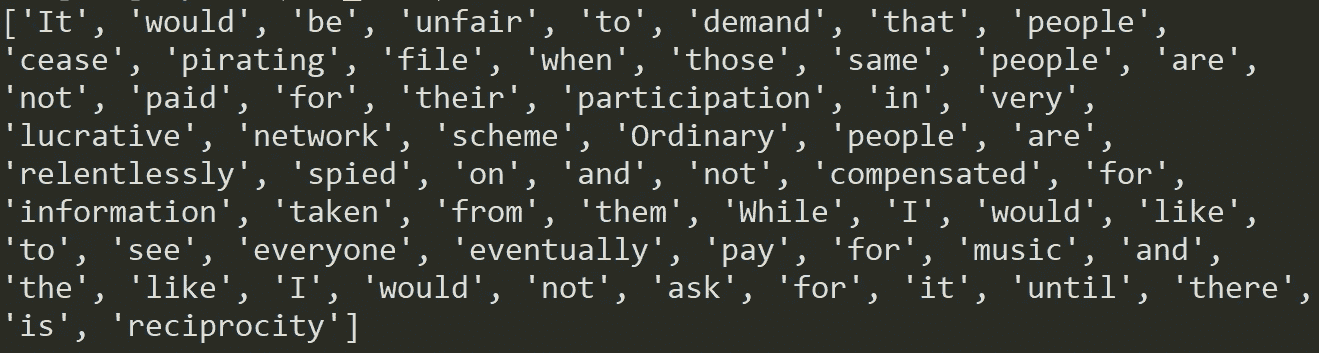 ['It', 'would', 'be', 'unfair', 'to', 'demand', 'that', 'people',
'cease', 'pirating', 'file', 'when', 'those', 'same', 'people', 'are',
'not', 'paid', 'for', 'their', 'participation', 'in', 'very',
'lucrative', 'network', 'scheme', 'Ordinary', 'people', 'are',
'relentlessly', 'spied', 'on', 'and', 'not', 'compensated', 'for',
'information', 'taken', 'from', 'them', 'While', 'I', 'would', 'like',
'to', 'see', 'everyone', 'eventually', 'pay', 'for', 'music', 'and',
'the', 'like', 'I', 'would', 'not', 'ask', 'for', 'it', 'until', 'there',
'is', 'reciprocity']